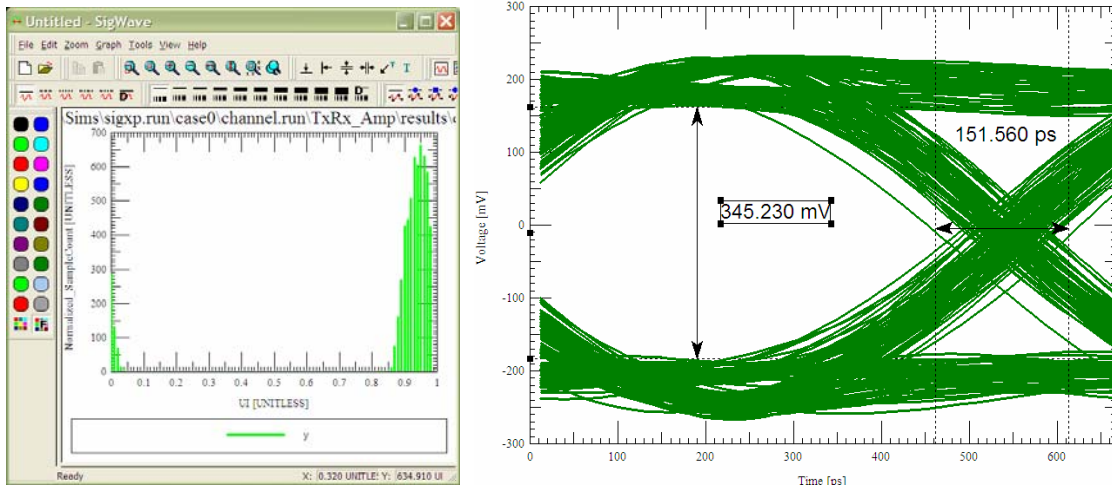 Untitled - SigWave
File Edit Zoom Graph Tools View Help
Sims\sigxp.run\case0\channel.run\TxRx_Amp\results\
Normalized_SampleCount [UNITLESS]
700
600
500
400
300
200
100
0
0 0.1 0.2 0.3 0.4 0.5 0.6 0.7 0.8 0.9 1
UI [UNITLESS]
y
Ready
X: 0.320 UNITLE: Y: 634.910 UI
Voltage [mV]
300
200
100
0
-100
-200
-300
151.560 ps
345.230 mV
0 100 200 300 400 500 600
Time [ps]